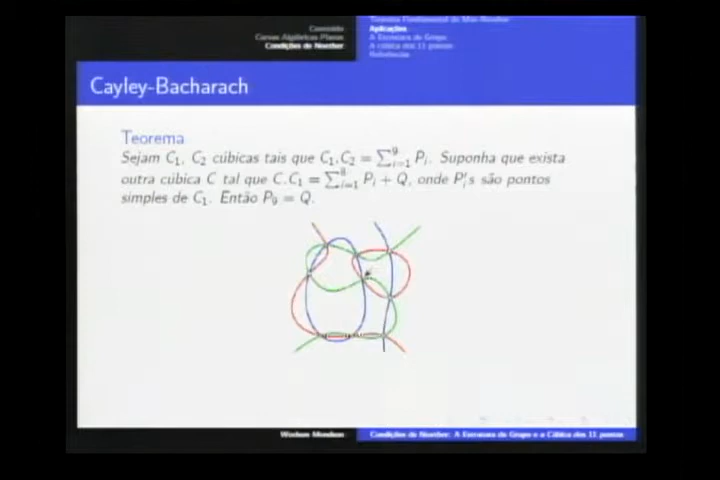 Conteúdo
Curvas Algébricas Planas
Condições de Noether
Teorema Fundamental de Max-Noether
Aplicações
A Estrutura de Grupo
A cúbica dos 11 pontos
Referências
Cayley-Bacharach
Teorema
Sejam C₁, C₂ cúbicas tais que C₁.C₂ = ∑⁹ᵢ₌₁ Pᵢ. Suponha que exista
outra cúbica C tal que C.C₁ = ∑⁸ᵢ₌₁ Pᵢ + Q, onde P′ᵢs são pontos
simples de C₁. Então P₉ = Q.
Condições de Noether: A Estrutura de Grupo e a Cúbica dos 11 pontos